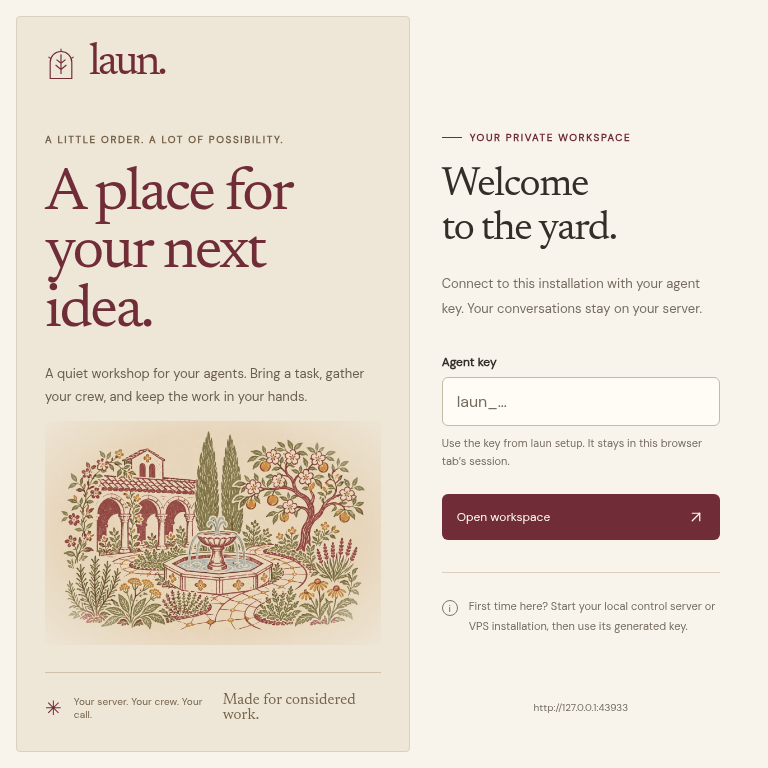 laun.
A LITTLE ORDER. A LOT OF POSSIBILITY.
A place for
your next
idea.
A quiet workshop for your agents. Bring a task, gather
your crew, and keep the work in your hands.
Your server. Your crew. Your
call.
Made for considered
work.
YOUR PRIVATE WORKSPACE
Welcome
to the yard.
Connect to this installation with your agent
key. Your conversations stay on your server.
Agent key
laun_...
Use the key from laun setup. It stays in this browser
tab's session.
Open workspace
First time here? Start your local control server or
VPS installation, then use its generated key.
http://127.0.0.1:43933